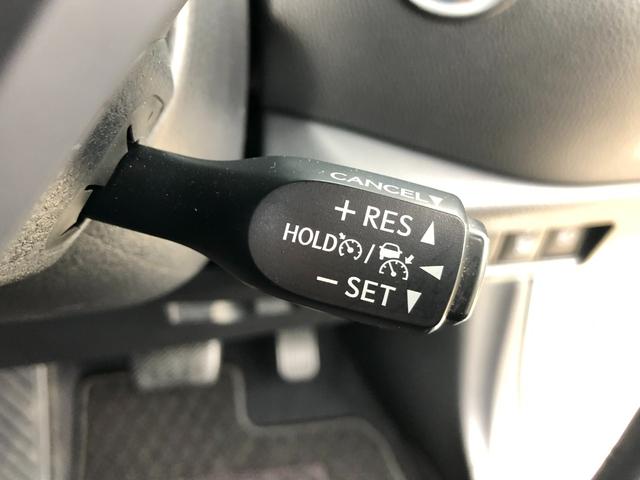 CANCEL▼
+ RES ▲
HOLD / ◀
− SET ▼